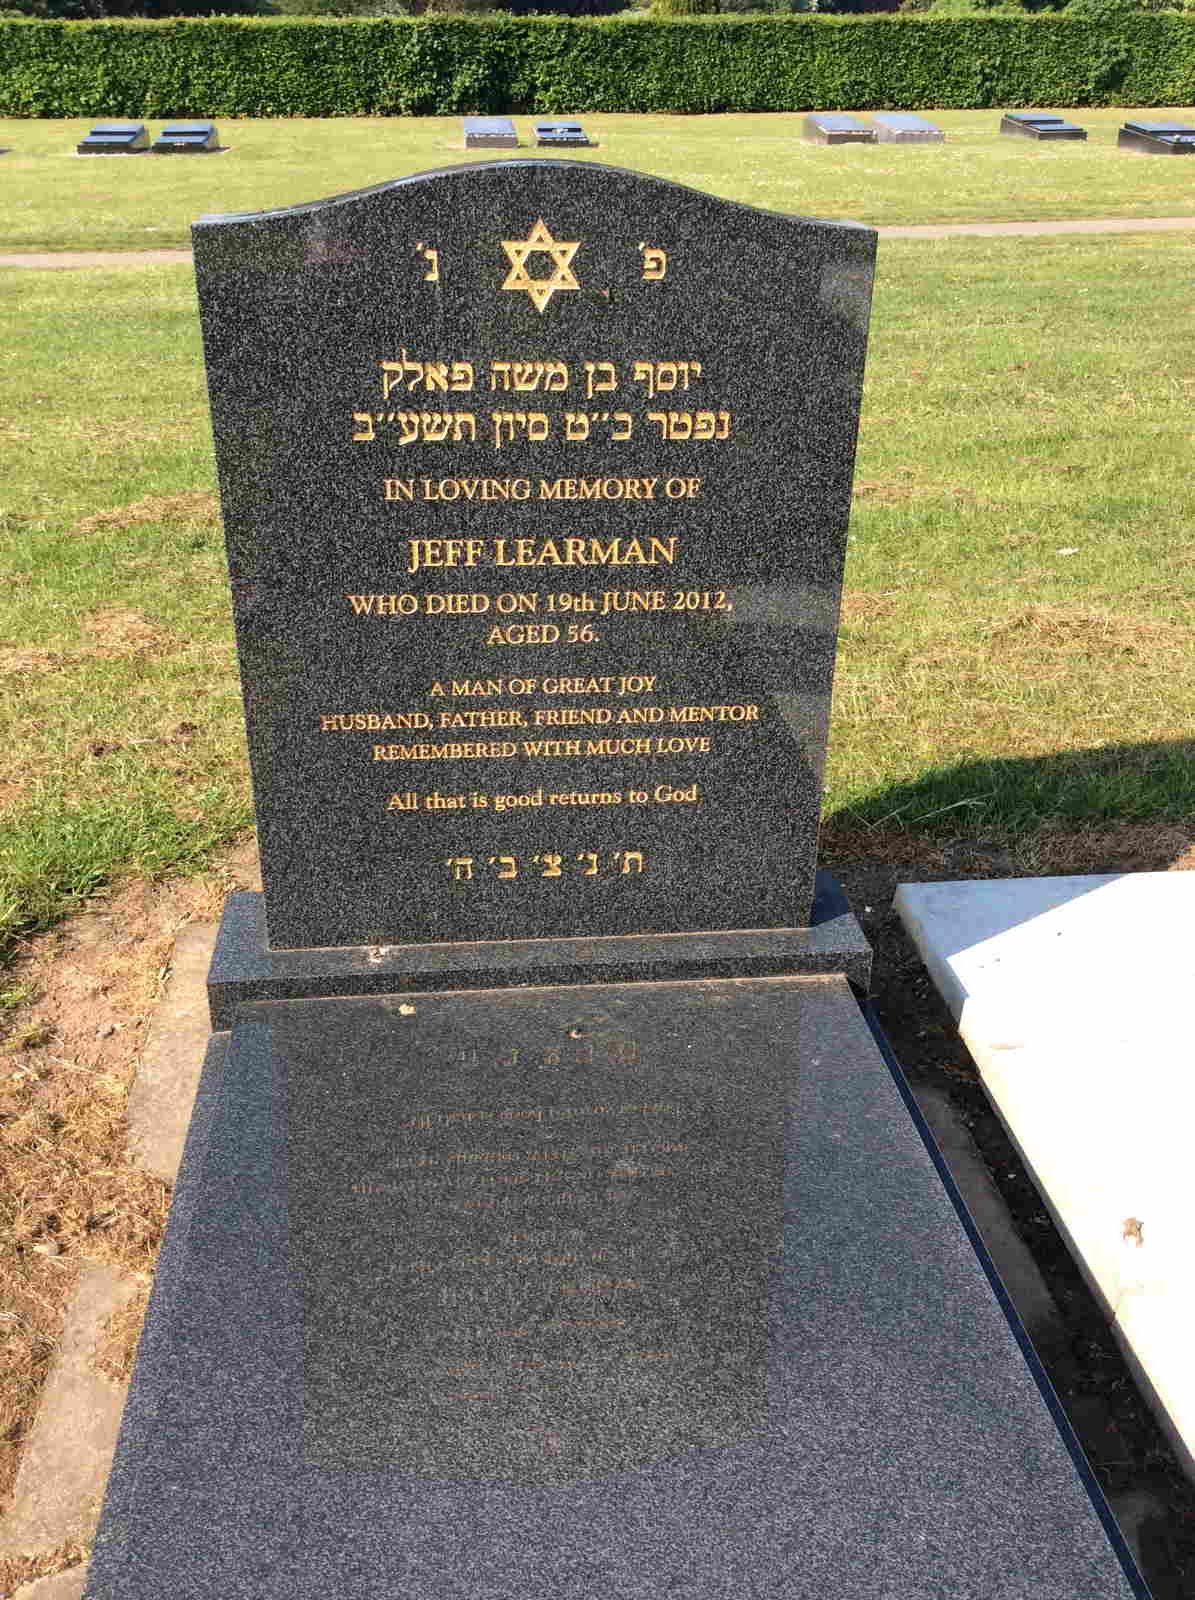 פ׳ נ׳
יוסף בן משה פאלק
נפטר כ״ט סיון תשע״ב
IN LOVING MEMORY OF
JEFF LEARMAN
WHO DIED ON 19th JUNE 2012,
AGED 56.
A MAN OF GREAT JOY
HUSBAND, FATHER, FRIEND AND MENTOR
REMEMBERED WITH MUCH LOVE
All that is good returns to God
ת׳ נ׳ צ׳ ב׳ ה׳